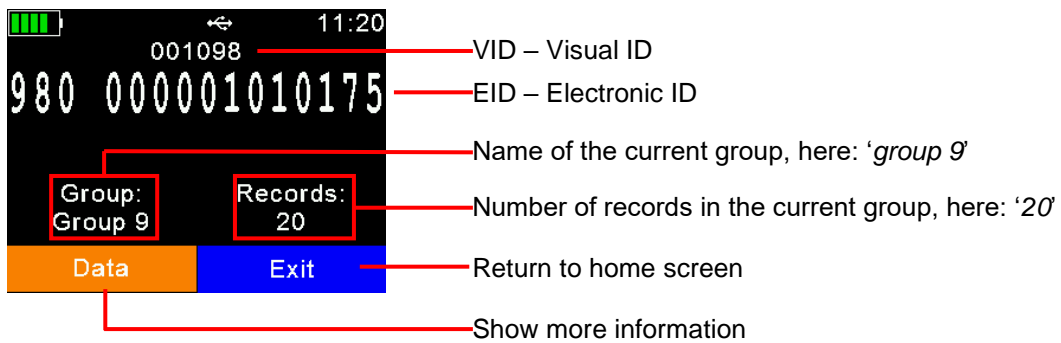 11:20
001098
VID – Visual ID
980 000001010175
EID – Electronic ID
Name of the current group, here: ‘group 9’
Group:
Group 9
Records:
20
Number of records in the current group, here: ‘20’
Data
Exit
Return to home screen
Show more information